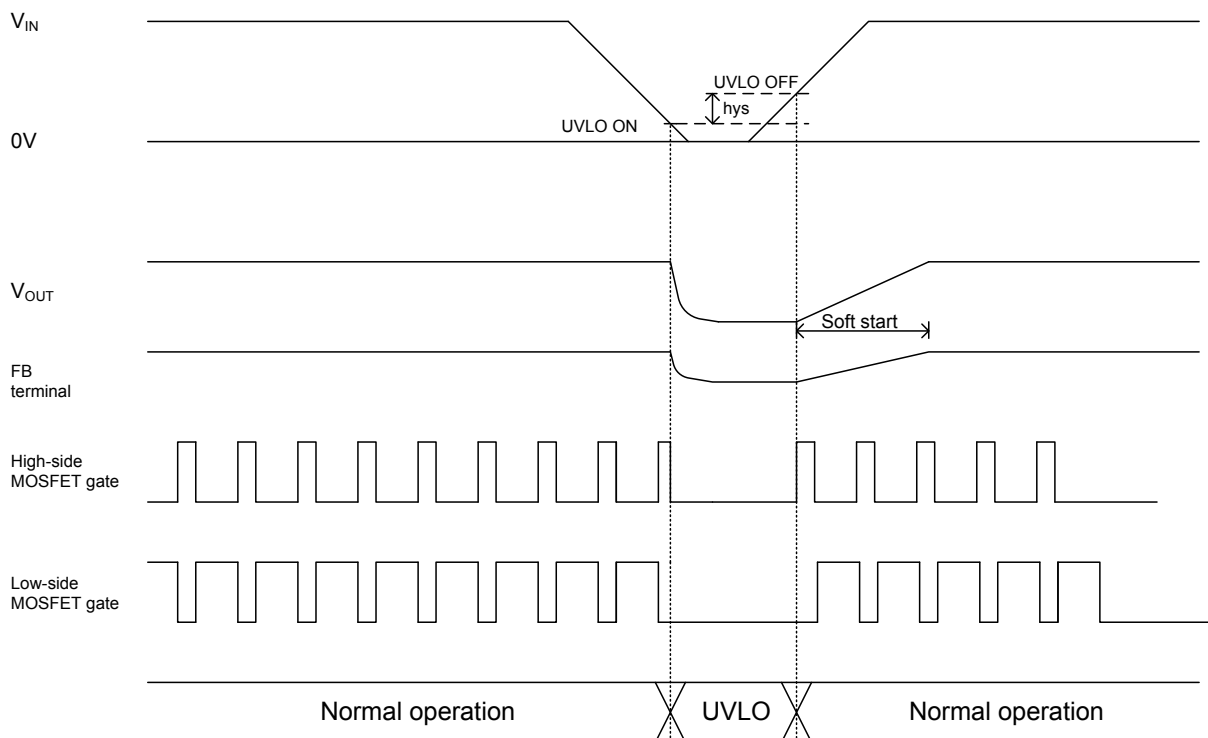 VIN
UVLO OFF
hys
UVLO ON
0V
VOUT
Soft start
FB
terminal
High-side
MOSFET gate
Low-side
MOSFET gate
Normal operation
UVLO
Normal operation